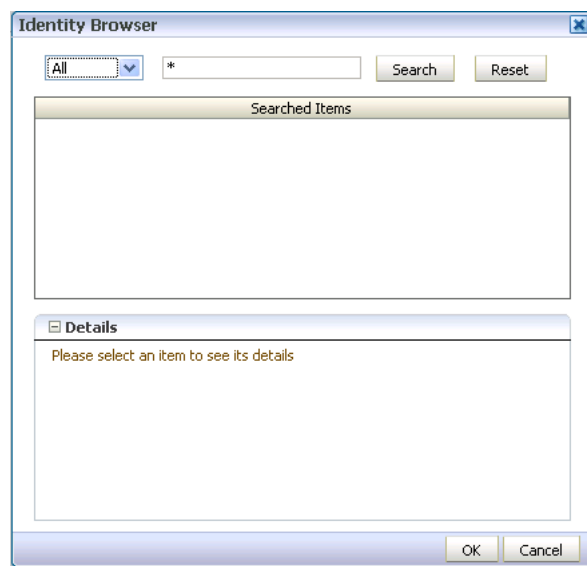 Identity Browser
All * Search Reset
Searched Items
Details
Please select an item to see its details
OK Cancel